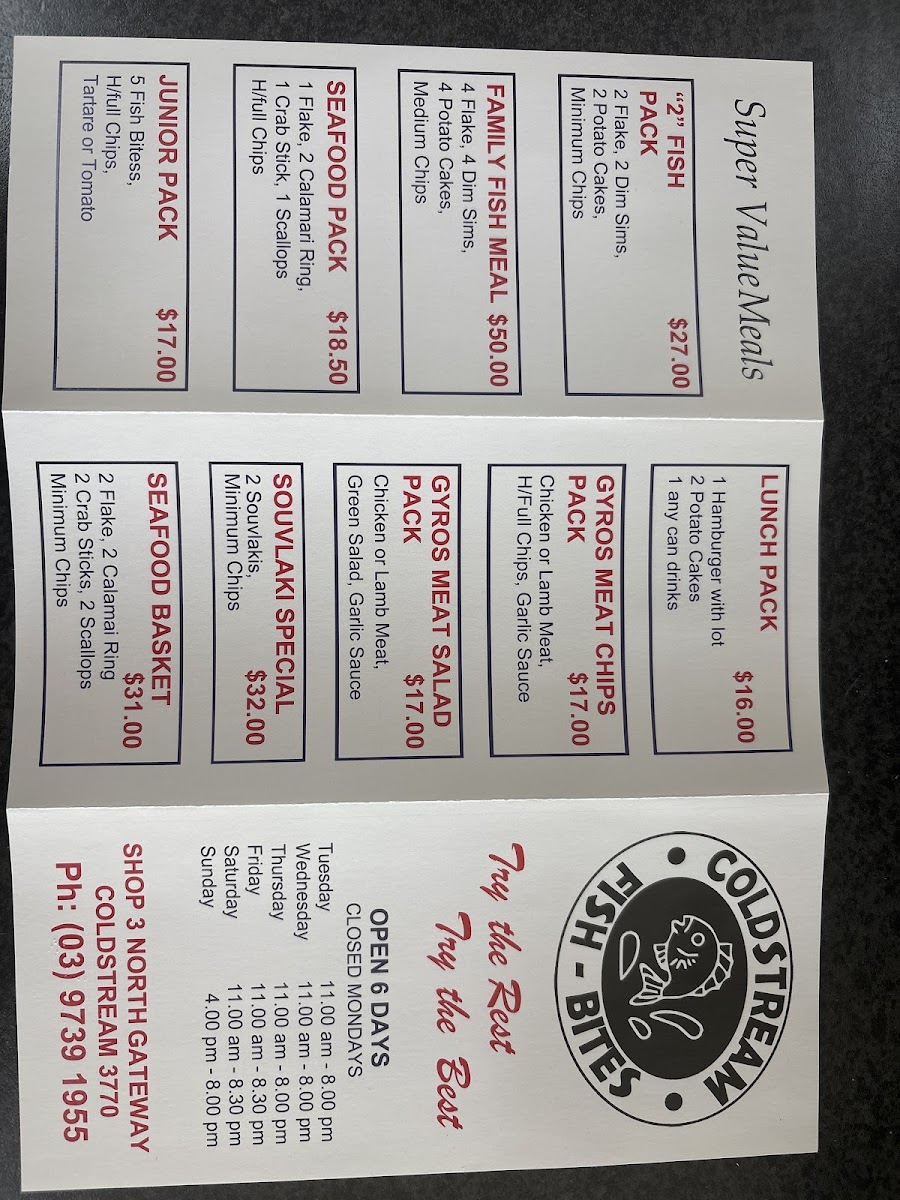 Super Value Meals
"2" FISH
PACK $27.00
2 Flake, 2 Dim Sims,
2 Potato Cakes,
Minimum Chips
FAMILY FISH MEAL $50.00
4 Flake, 4 Dim Sims,
4 Potato Cakes,
Medium Chips
SEAFOOD PACK $18.50
1 Flake, 2 Calamari Ring,
1 Crab Stick, 1 Scallops
H/full Chips
JUNIOR PACK $17.00
5 Fish Bitess,
H/full Chips,
Tartare or Tomato
LUNCH PACK
$16.00
1 Hamburger with lot
2 Potato Cakes
1 any can drinks
GYROS MEAT CHIPS
PACK $17.00
Chicken or Lamb Meat,
H/Full Chips, Garlic Sauce
GYROS MEAT SALAD
PACK $17.00
Chicken or Lamb Meat,
Green Salad, Garlic Sauce
SOUVLAKI SPECIAL
$32.00
2 Souvlakis,
Minimum Chips
SEAFOOD BASKET
$31.00
2 Flake, 2 Calamai Ring
2 Crab Sticks, 2 Scallops
Minimum Chips
COLDSTREAM
FISH - BITES
Try the Rest
Try the Best
OPEN 6 DAYS
CLOSED MONDAYS
Tuesday 11.00 am - 8.00 pm
Wednesday 11.00 am - 8.00 pm
Thursday 11.00 am - 8.00 pm
Friday 11.00 am - 8.30 pm
Saturday 11.00 am - 8.30 pm
Sunday 4.00 pm - 8.00 pm
SHOP 3 NORTH GATEWAY
COLDSTREAM 3770
Ph: (03) 9739 1955